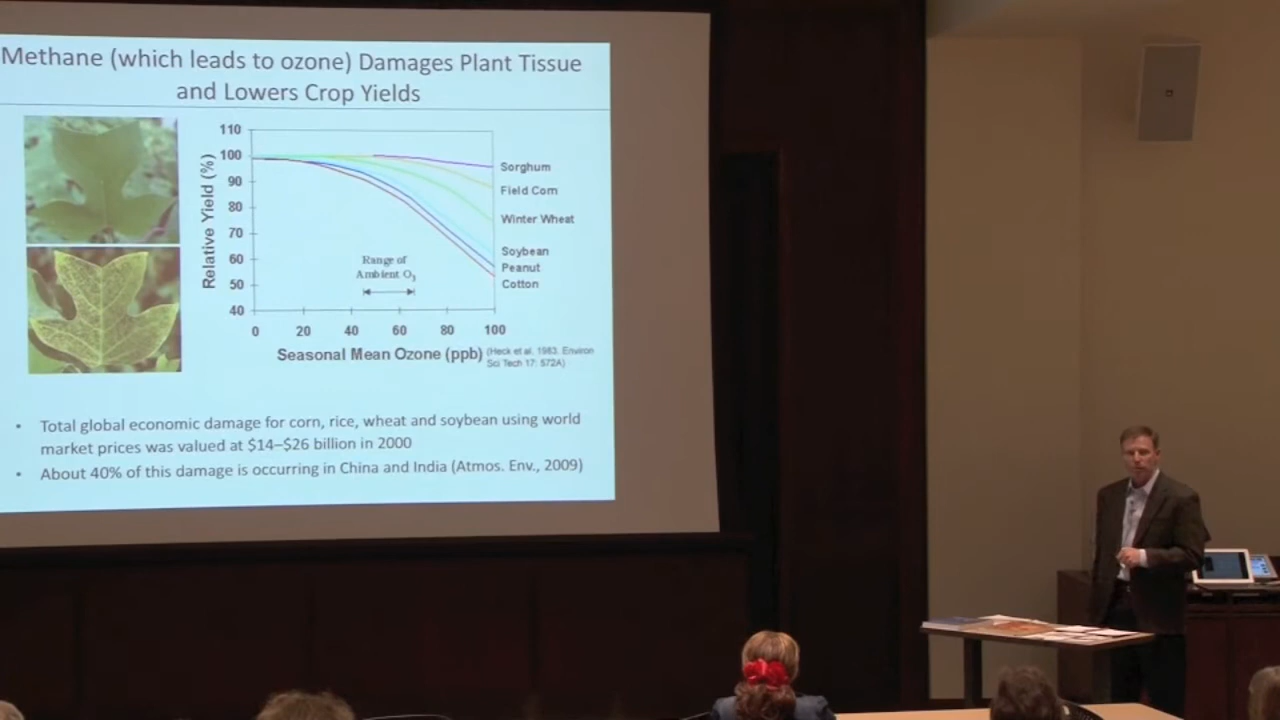 Methane (which leads to ozone) Damages Plant Tissue
and Lowers Crop Yields
110
100
90
80
70
60
50
40
Relative Yield (%)
Range of
Ambient O3
Sorghum
Field Corn
Winter Wheat
Soybean
Peanut
Cotton
0 20 40 60 80 100
Seasonal Mean Ozone (ppb)
(Heck et al. 1983. Environ
Sci Tech 17: 572A)
• Total global economic damage for corn, rice, wheat and soybean using world
market prices was valued at $14–$26 billion in 2000
• About 40% of this damage is occurring in China and India (Atmos. Env., 2009)